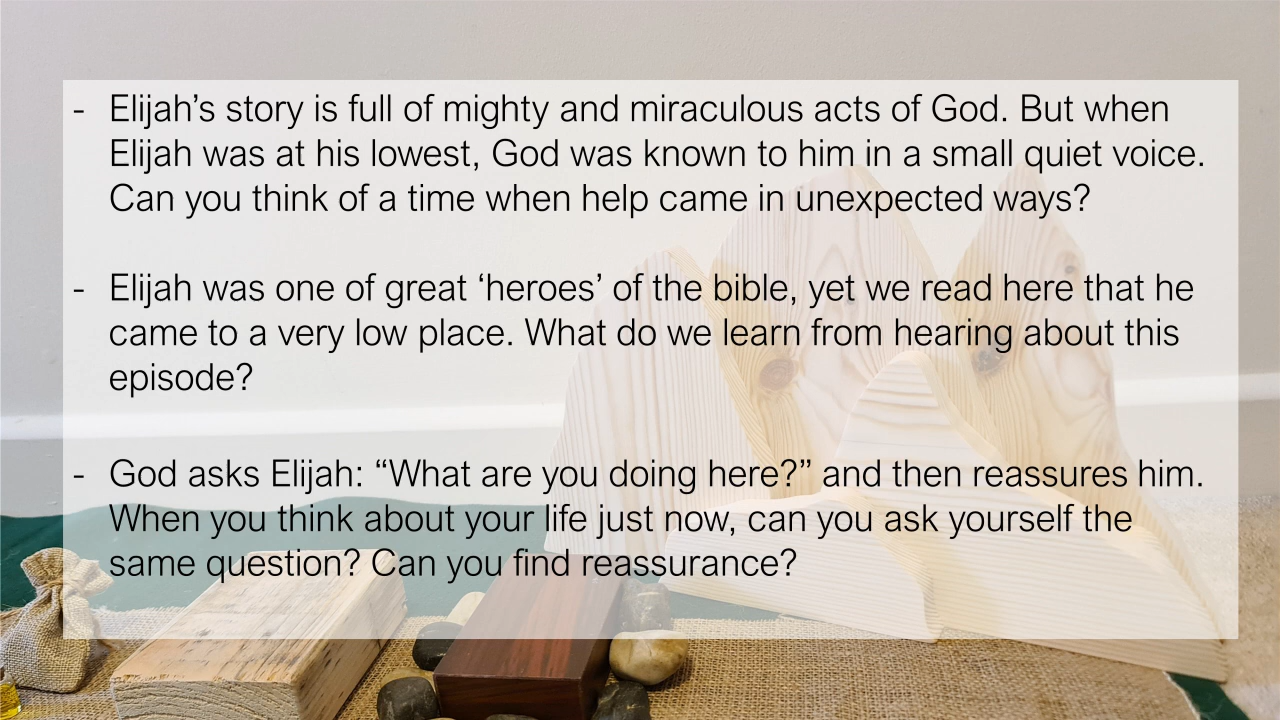 - Elijah’s story is full of mighty and miraculous acts of God. But when
Elijah was at his lowest, God was known to him in a small quiet voice.
Can you think of a time when help came in unexpected ways?
- Elijah was one of great ‘heroes’ of the bible, yet we read here that he
came to a very low place. What do we learn from hearing about this
episode?
- God asks Elijah: “What are you doing here?” and then reassures him.
When you think about your life just now, can you ask yourself the
same question? Can you find reassurance?